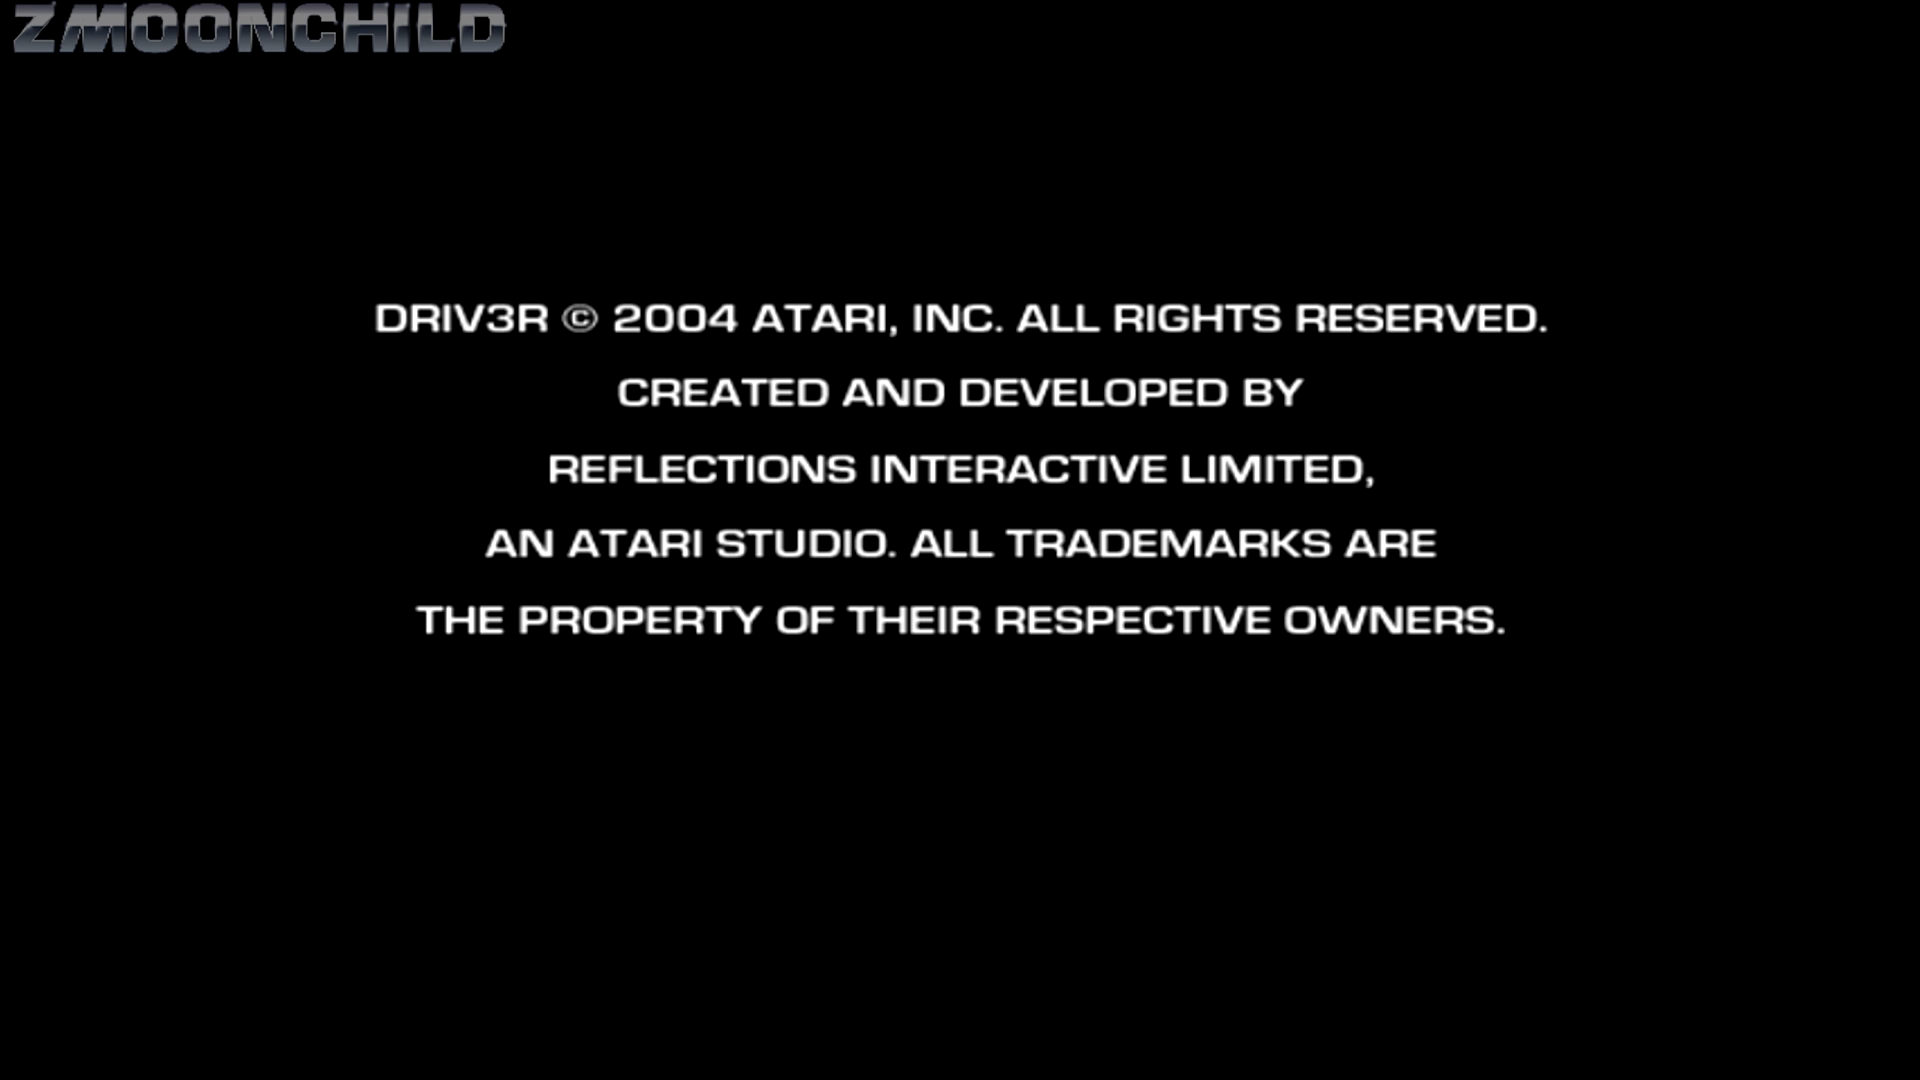 ZMOONCHILD
DRIV3R © 2004 ATARI, INC. ALL RIGHTS RESERVED.
CREATED AND DEVELOPED BY
REFLECTIONS INTERACTIVE LIMITED,
AN ATARI STUDIO. ALL TRADEMARKS ARE
THE PROPERTY OF THEIR RESPECTIVE OWNERS.